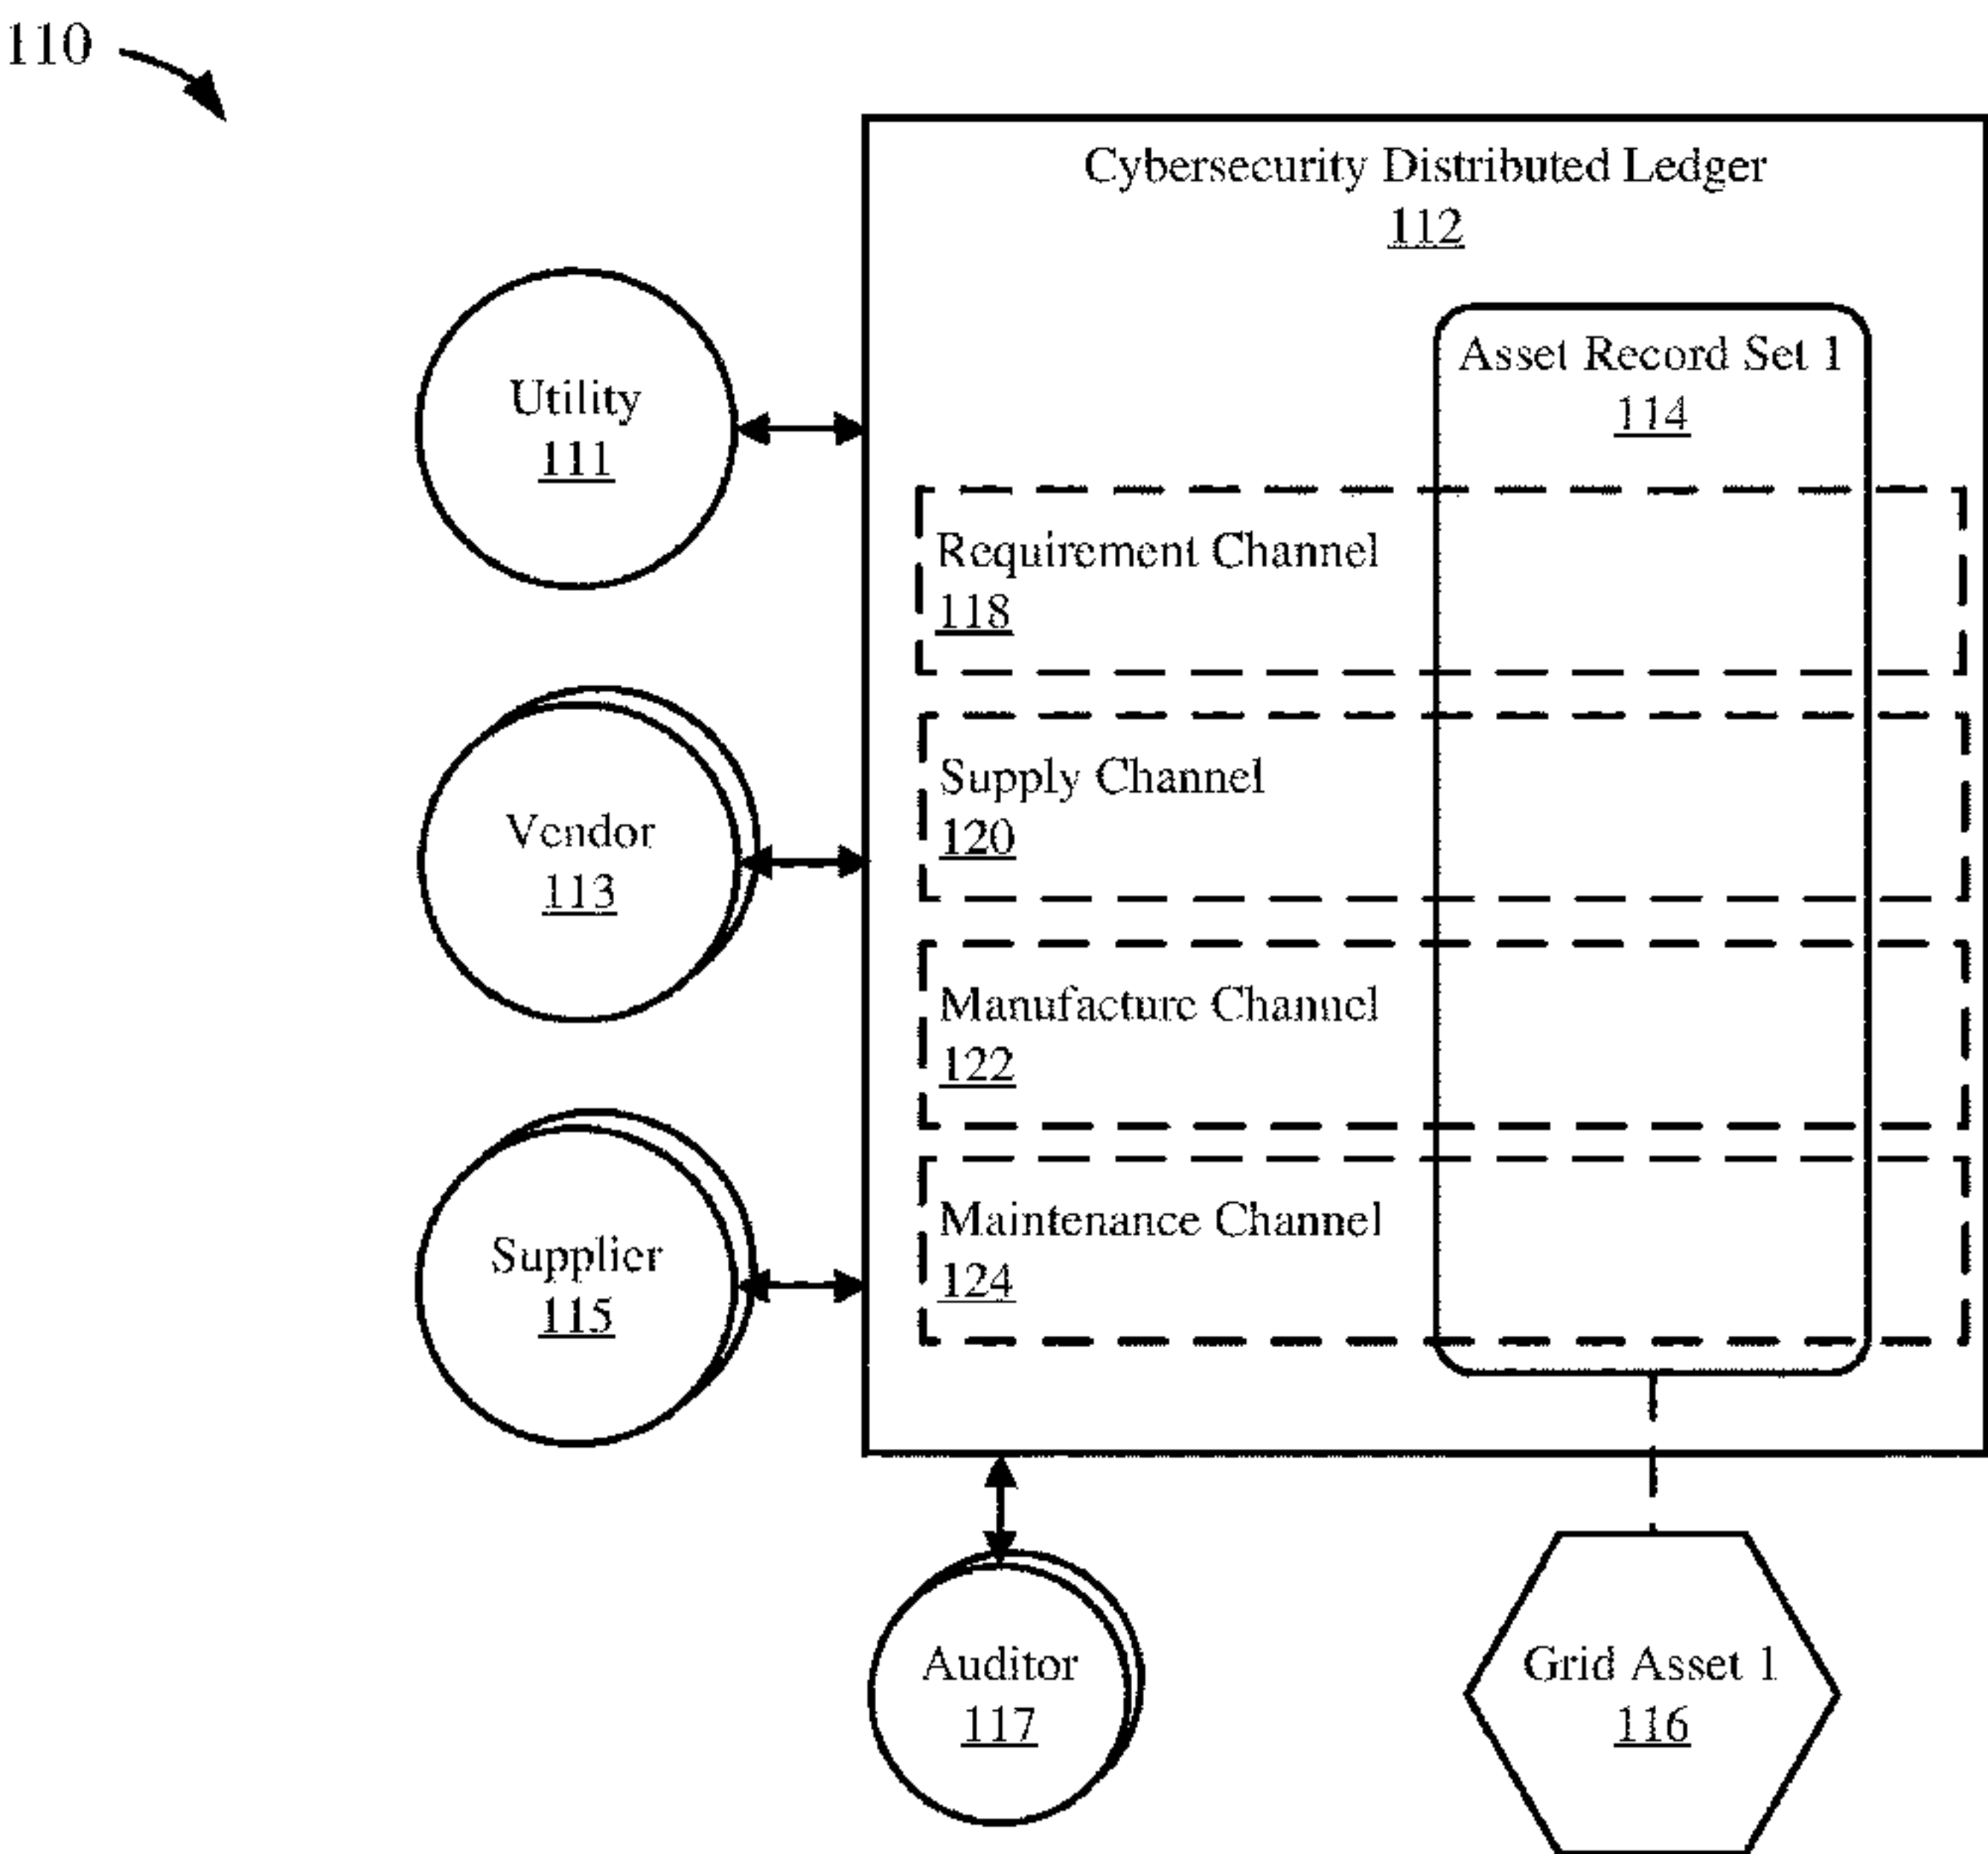 110
Cybersecurity Distributed Ledger
112
Asset Record Set 1
114
Utility
111
Requirement Channel
118
Supply Channel
120
Vendor
113
Manufacture Channel
122
Maintenance Channel
124
Supplier
115
Auditor
117
Grid Asset 1
116